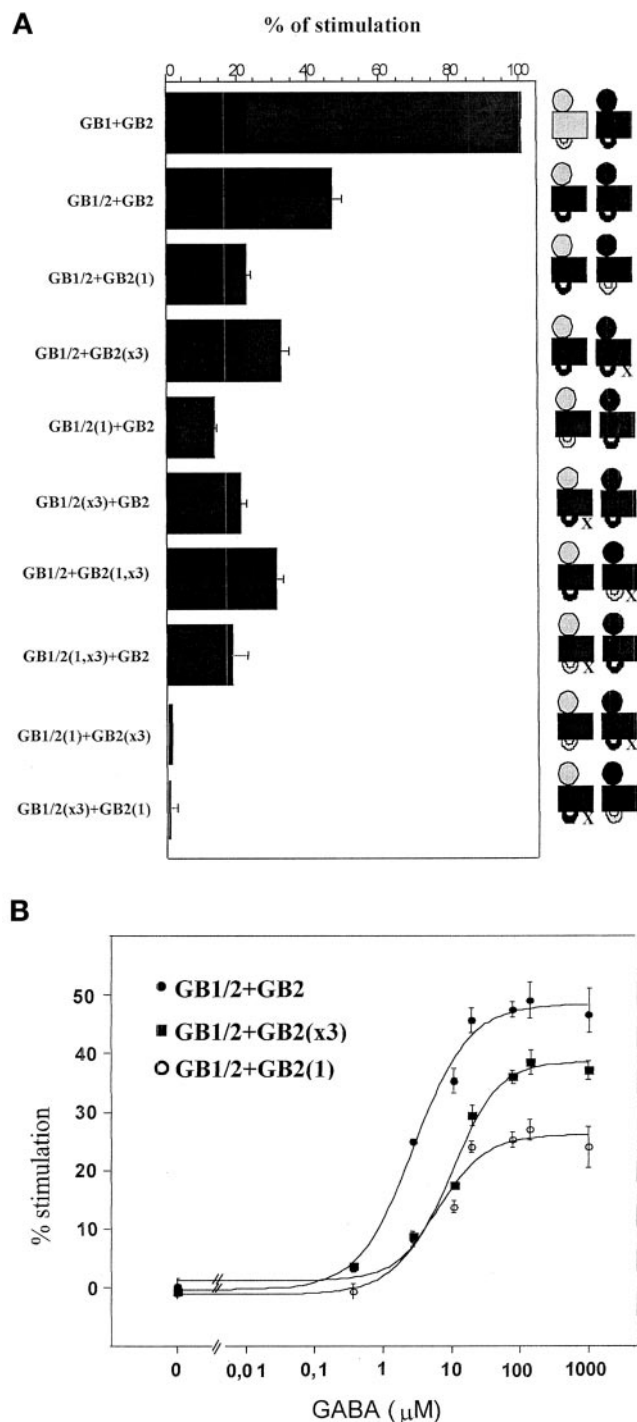 A
% of stimulation
0 20 40 60 80 100
GB1+GB2
GB1/2+GB2
GB1/2+GB2(1)
GB1/2+GB2(x3)
X
GB1/2(1)+GB2
GB1/2(x3)+GB2
X
GB1/2+GB2(1,x3)
X
GB1/2(1,x3)+GB2
X
GB1/2(1)+GB2(x3)
X
GB1/2(x3)+GB2(1)
X
B
GB1/2+GB2
GB1/2+GB2(x3)
GB1/2+GB2(1)
% stimulation
50
40
30
20
10
0
0 0,01 0,1 1 10 100 1000
GABA (μM)